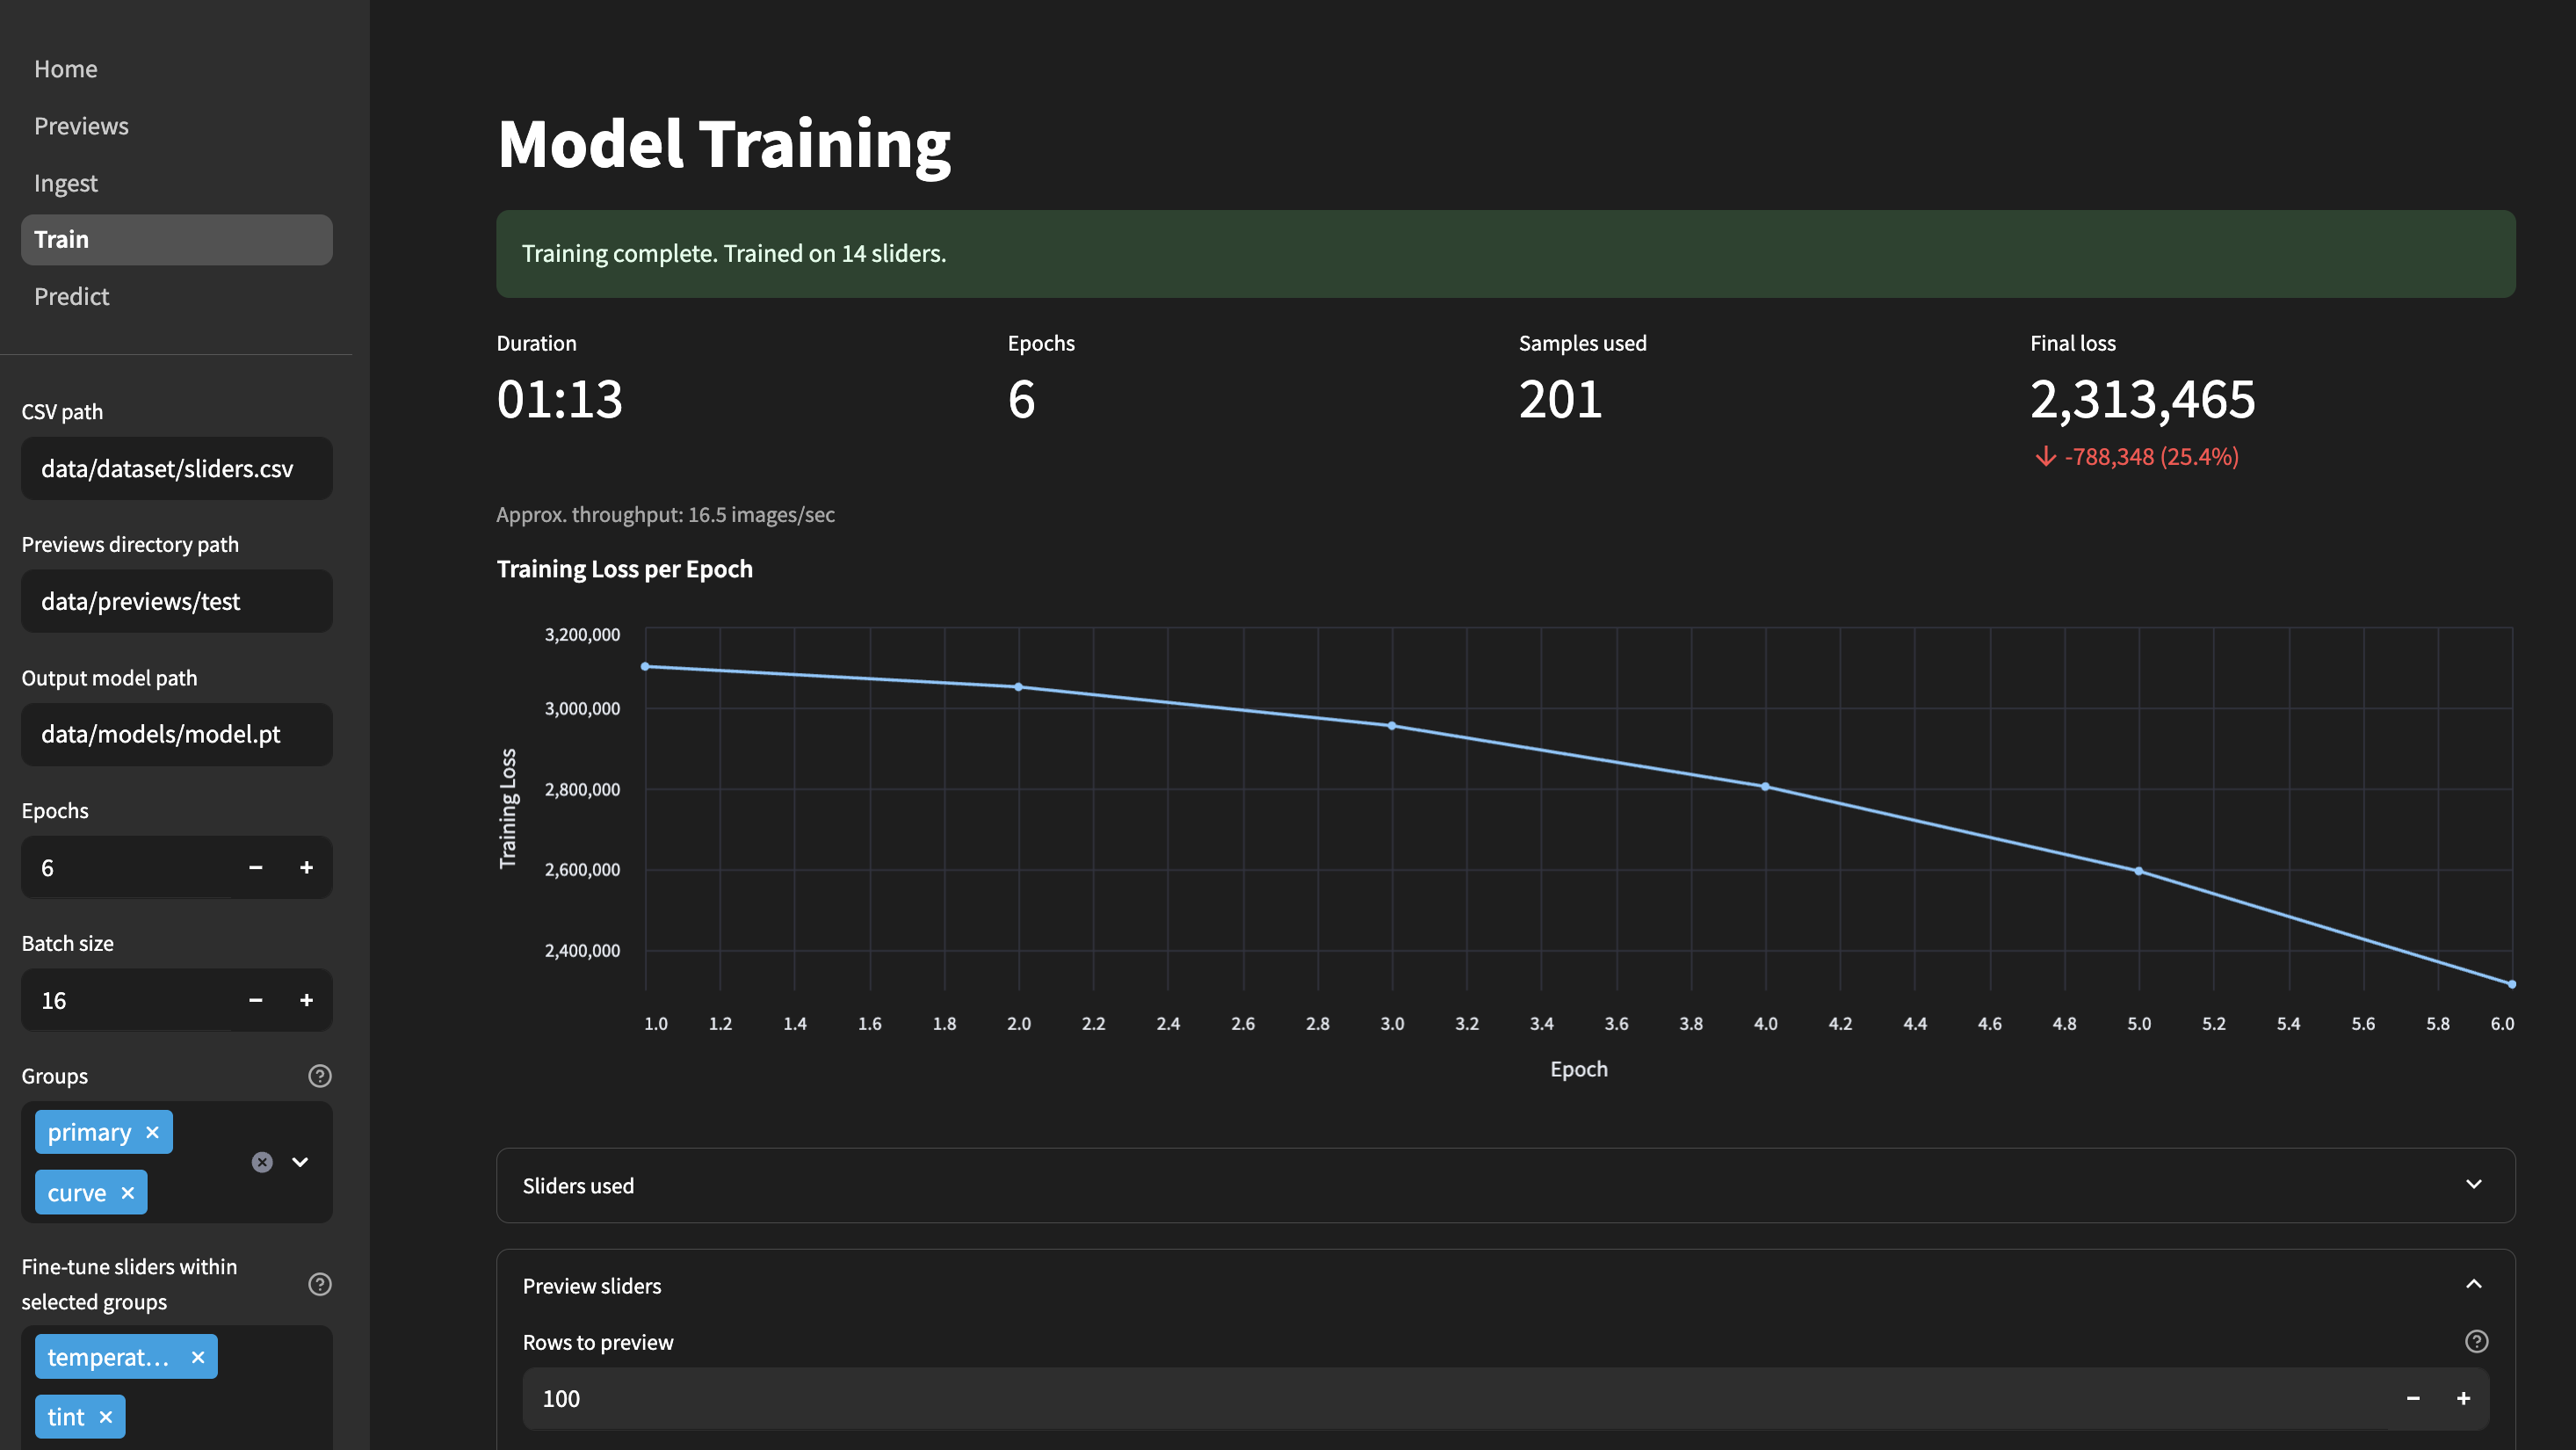 Home
Previews
Ingest
Train
Predict
CSV path
data/dataset/sliders.csv
Previews directory path
data/previews/test
Output model path
data/models/model.pt
Epochs
6
Batch size
16
Groups
primary
curve
Fine-tune sliders within
selected groups
temperat...
tint
Model Training
Training complete. Trained on 14 sliders.
Duration
01:13
Epochs
6
Samples used
201
Final loss
2,313,465
-788,348 (25.4%)
Approx. throughput: 16.5 images/sec
Training Loss per Epoch
3,200,000
3,000,000
2,800,000
2,600,000
2,400,000
Training Loss
1.0 1.2 1.4 1.6 1.8 2.0 2.2 2.4 2.6 2.8 3.0 3.2 3.4 3.6 3.8 4.0 4.2 4.4 4.6 4.8 5.0 5.2 5.4 5.6 5.8 6.0
Epoch
Sliders used
Preview sliders
Rows to preview
100